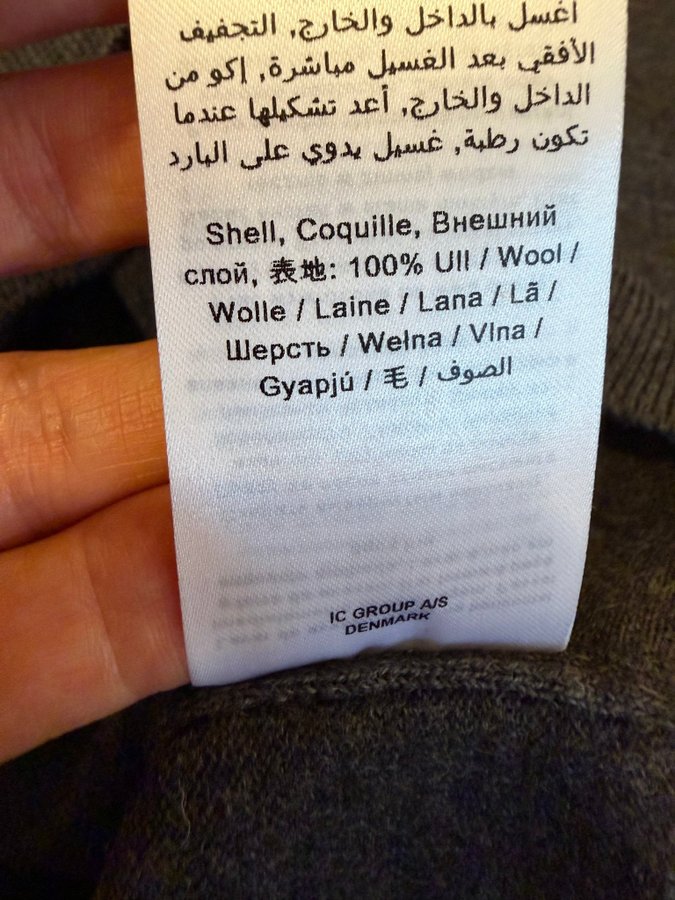 اغسل بالداخل والخارج, التجفيف
الأفقي بعد الغسيل مباشرة, إكو من
الداخل والخارج, أعد تشكيلها عندما
تكون رطبة, غسيل يدوي على البارد
Shell, Coquille, Внешний
слой, 表地: 100% Ull / Wool /
Wolle / Laine / Lana / Lã /
Шерсть / Wełna / Vlna /
Gyapjú / 毛 / الصوف
IC GROUP A/S
DENMARK